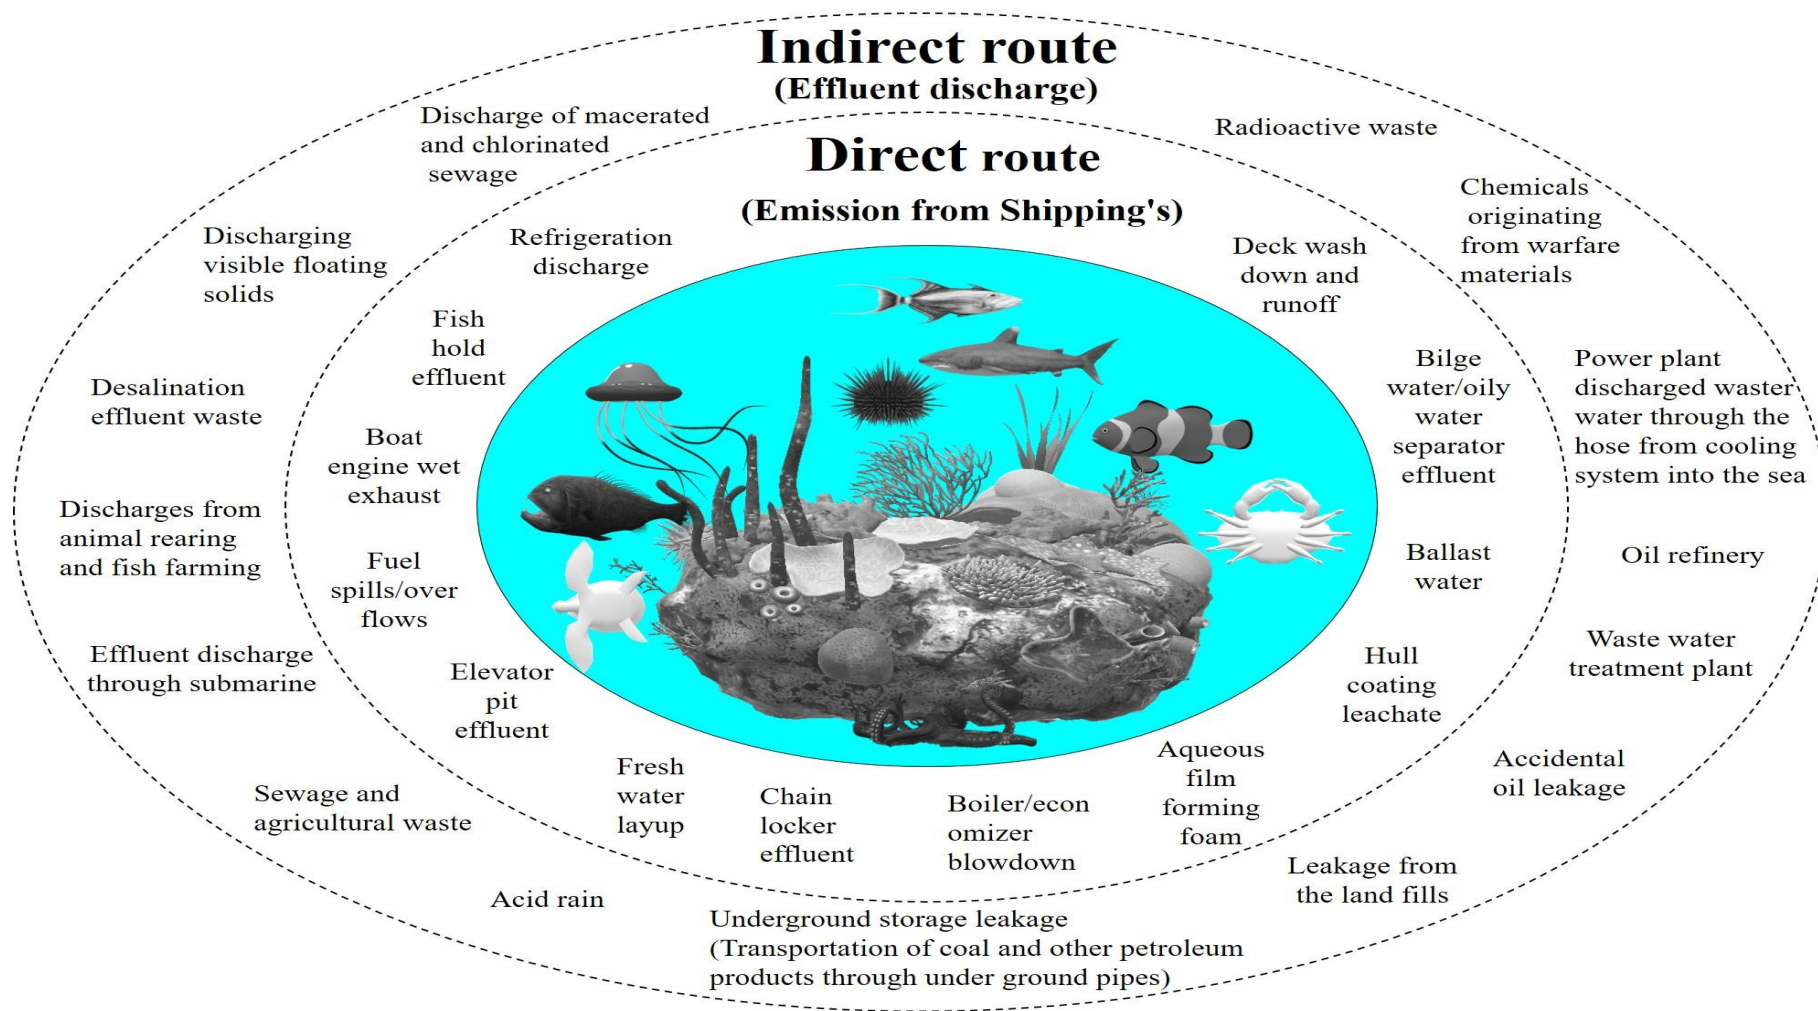 Indirect route
(Effluent discharge)
Discharge of macerated
and chlorinated
sewage
Radioactive waste
Direct route
(Emission from Shipping's)
Chemicals
originating
from warfare
materials
Discharging
visible floating
solids
Refrigeration
discharge
Deck wash
down and
runoff
Fish
hold
effluent
Bilge
water/oily
water
separator
effluent
Power plant
discharged waster
water through the
hose from cooling
system into the sea
Desalination
effluent waste
Boat
engine wet
exhaust
Discharges from
animal rearing
and fish farming
Fuel
spills/over
flows
Ballast
water
Oil refinery
Effluent discharge
through submarine
Elevator
pit
effluent
Hull
coating
leachate
Waste water
treatment plant
Sewage and
agricultural waste
Fresh
water
layup
Chain
locker
effluent
Boiler/econ
omizer
blowdown
Aqueous
film
forming
foam
Accidental
oil leakage
Leakage from
the land fills
Acid rain
Underground storage leakage
(Transportation of coal and other petroleum
products through under ground pipes)